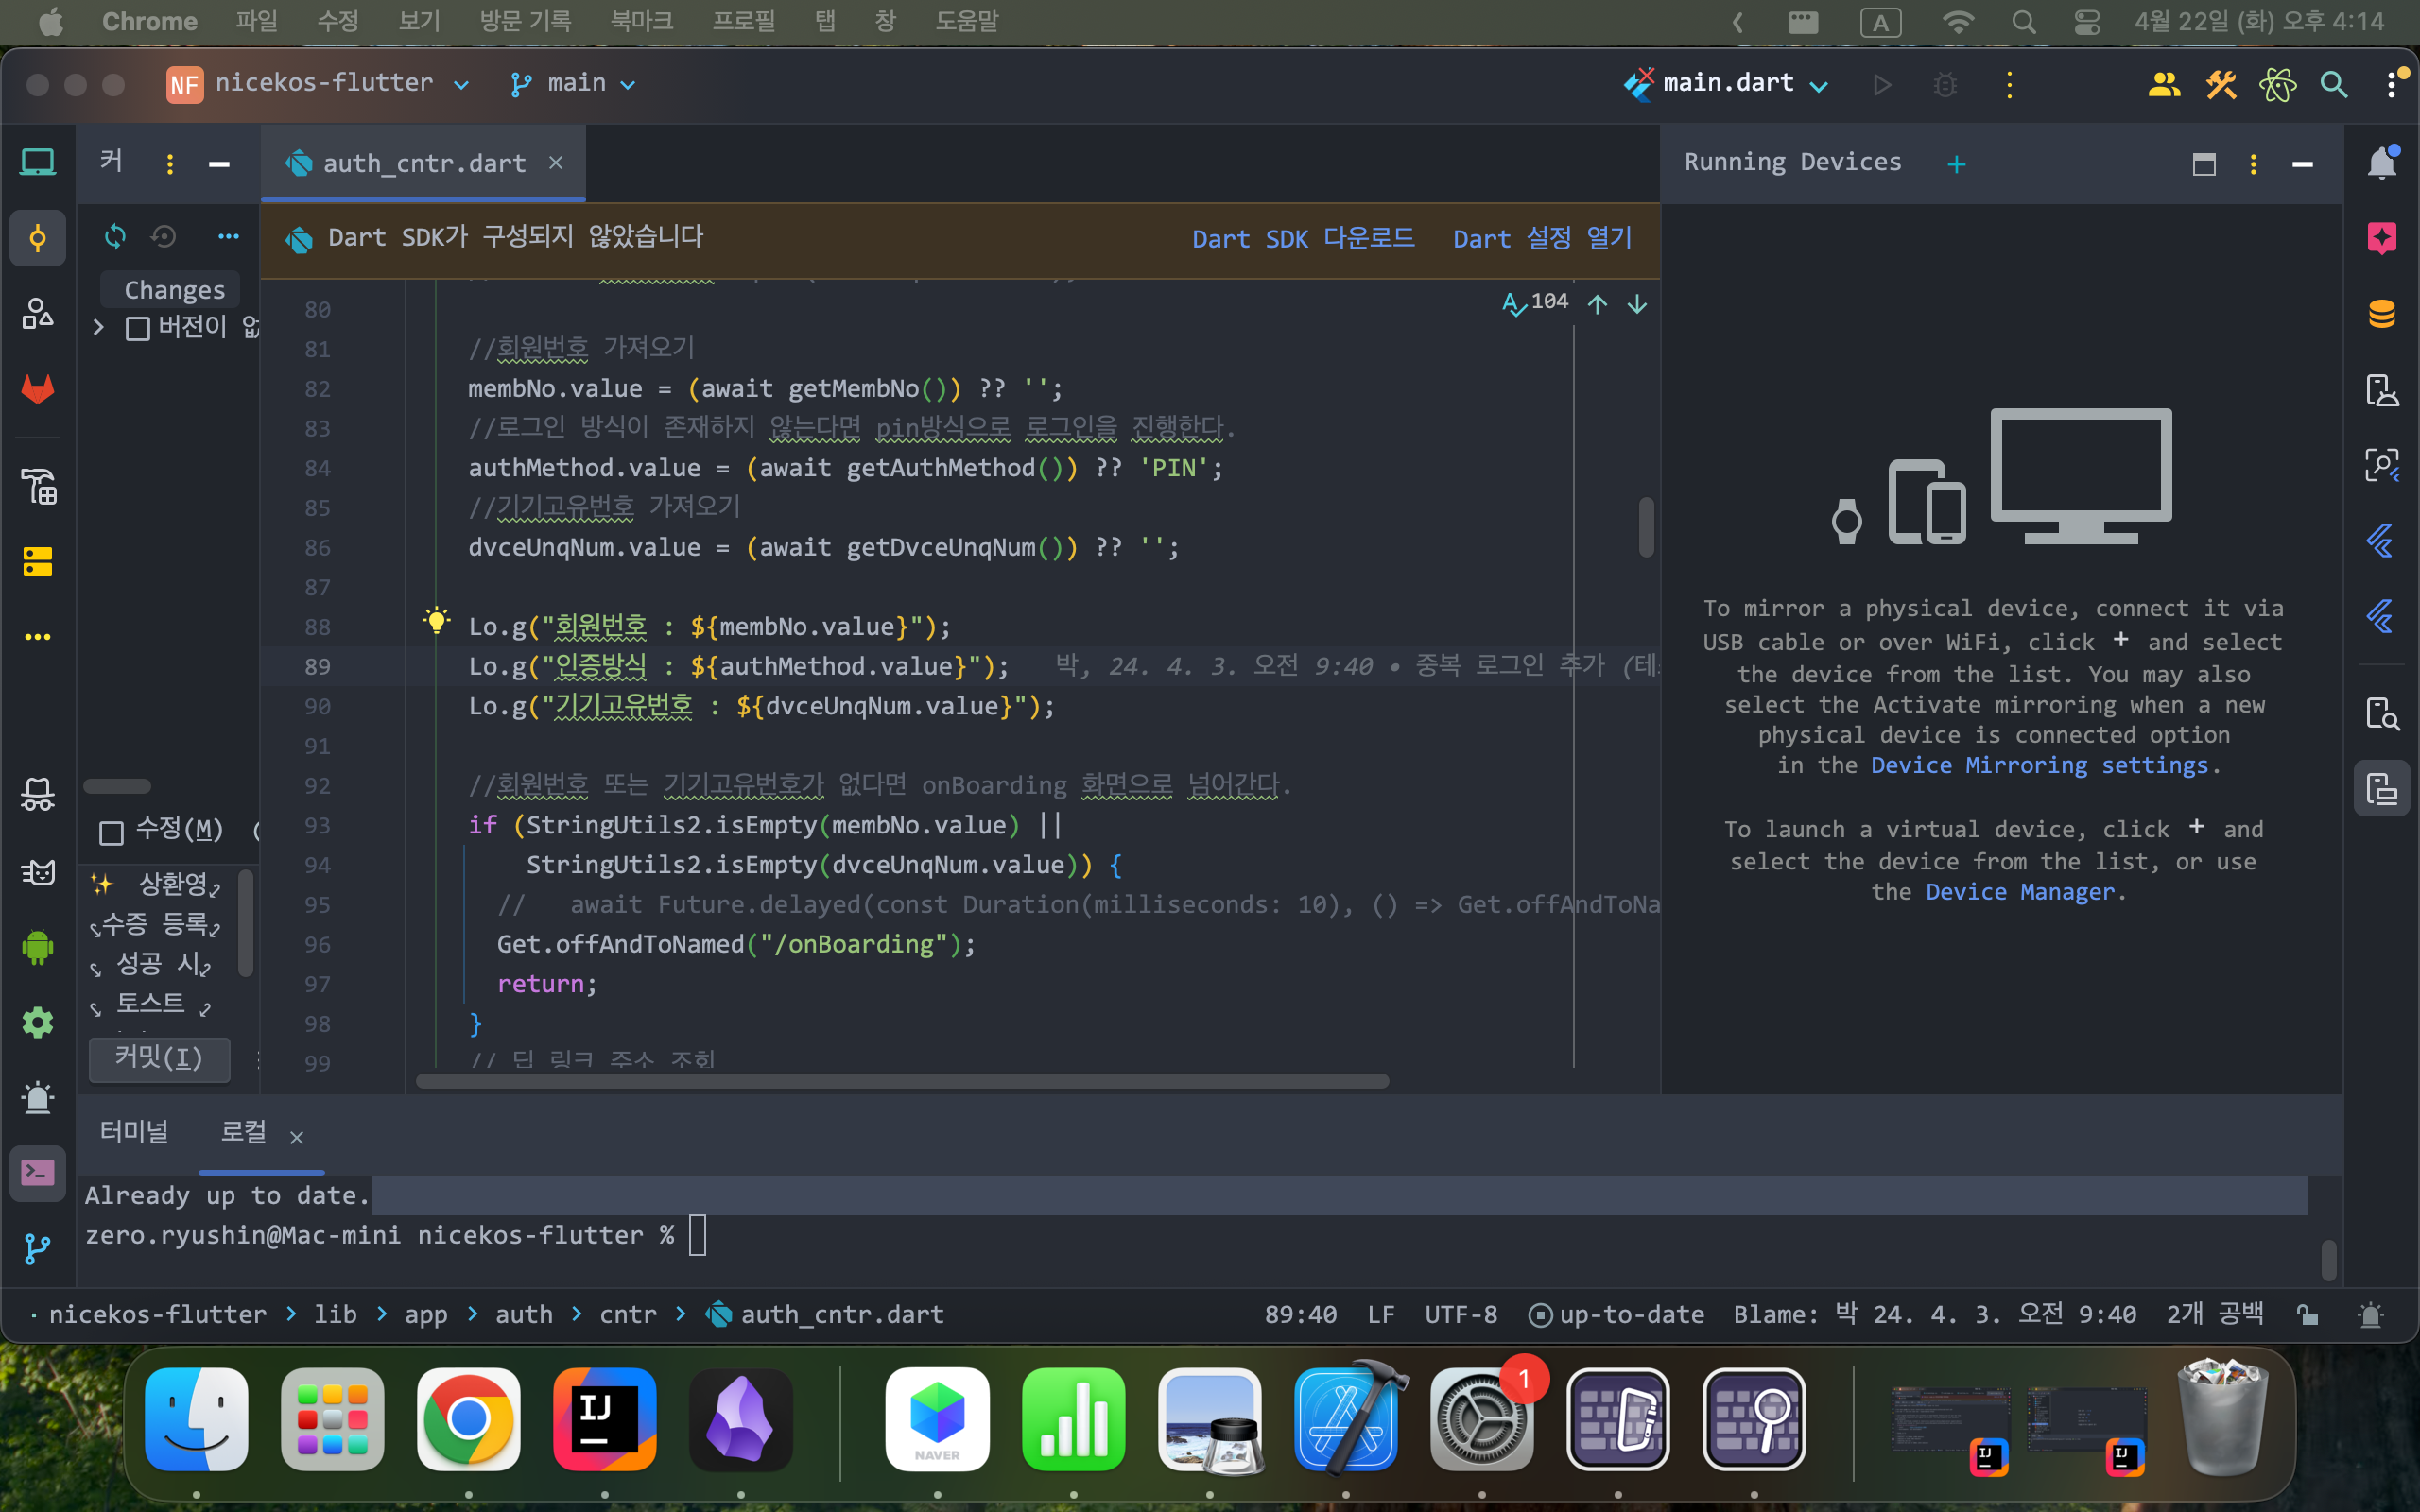 Chrome 파일 수정 보기 방문 기록 북마크 프로필 탭 창 도움말
A 4월 22일 (화) 오후 4:14
NF nicekos-flutter main
main.dart
커
auth_cntr.dart
Running Devices
Dart SDK가 구성되지 않았습니다
Dart SDK 다운로드 Dart 설정 열기
Changes
버전이
104
80
81 //회원번호 가져오기
82 membNo.value = (await getMembNo()) ?? '';
83 //로그인 방식이 존재하지 않는다면 pin방식으로 로그인을 진행한다.
84 authMethod.value = (await getAuthMethod()) ?? 'PIN';
85 //기기고유번호 가져오기
86 dvceUnqNum.value = (await getDvceUnqNum()) ?? '';
87
88 Lo.g("회원번호 : ${membNo.value}");
89 Lo.g("인증방식 : ${authMethod.value}"); 박, 24. 4. 3. 오전 9:40 • 중복 로그인 추가 (테
90 Lo.g("기기고유번호 : ${dvceUnqNum.value}");
91
92 //회원번호 또는 기기고유번호가 없다면 onBoarding 화면으로 넘어간다.
93 if (StringUtils2.isEmpty(membNo.value) ||
94 StringUtils2.isEmpty(dvceUnqNum.value)) {
95 // await Future.delayed(const Duration(milliseconds: 10), () => Get.offAndToNa
96 Get.offAndToNamed("/onBoarding");
97 return;
98 }
99 // 딥 링크 주소 조회
수정(M)
✨ 상환영
수증 등록
성공 시
토스트
커밋(I)
To mirror a physical device, connect it via
USB cable or over WiFi, click + and select
the device from the list. You may also
select the Activate mirroring when a new
physical device is connected option
in the Device Mirroring settings.
To launch a virtual device, click + and
select the device from the list, or use
the Device Manager.
터미널 로컬
Already up to date.
zero.ryushin@Mac-mini nicekos-flutter %
nicekos-flutter > lib > app > auth > cntr > auth_cntr.dart
89:40 LF UTF-8 up-to-date Blame: 박 24. 4. 3. 오전 9:40 2개 공백
IJ
NAVER
1
IJ
IJ